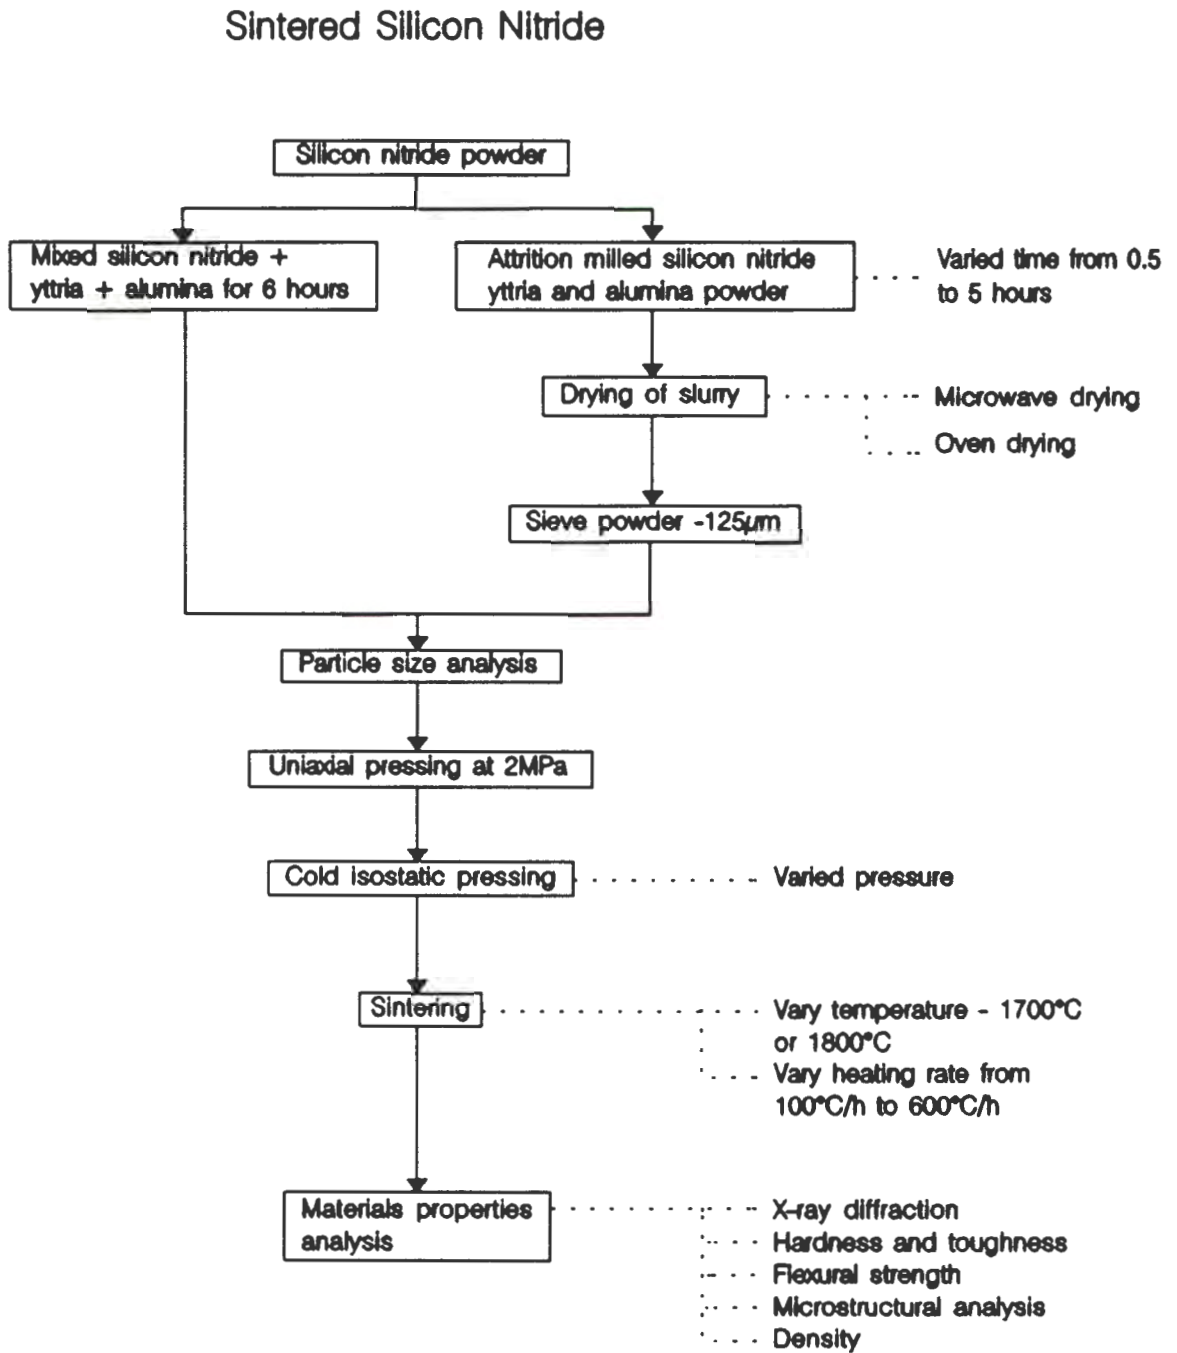 Sintered Silicon Nitride
Silicon nitride powder
Mixed silicon nitride +
yttria + alumina for 6 hours
Attrition milled silicon nitride
yttria and alumina powder
Varied time from 0.5
to 5 hours
Drying of slurry
Microwave drying
Oven drying
Sieve powder -125μm
Particle size analysis
Uniaxial pressing at 2MPa
Cold isostatic pressing
Varied pressure
Sintering
Vary temperature - 1700°C
or 1800°C
Vary heating rate from
100°C/h to 600°C/h
Materials properties
analysis
X-ray diffraction
Hardness and toughness
Flexural strength
Microstructural analysis
Density